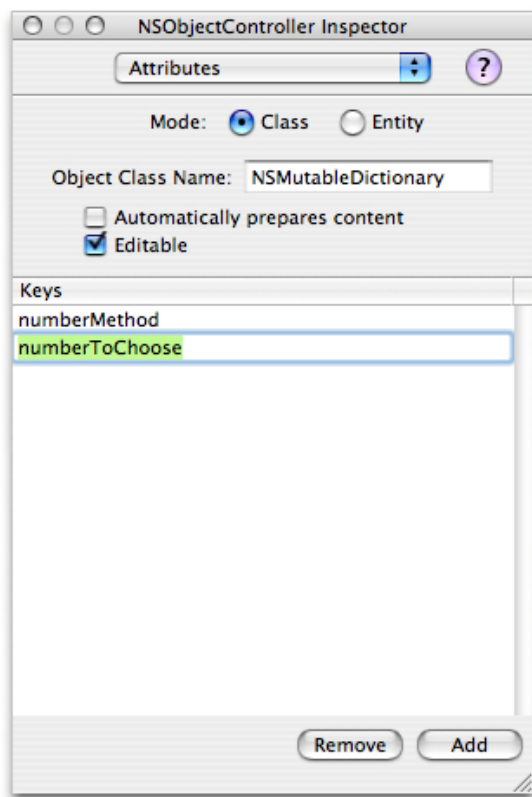 NSObjectController Inspector
Attributes
?
Mode: Class Entity
Object Class Name: NSMutableDictionary
Automatically prepares content
Editable
Keys
numberMethod
numberToChoose
Remove Add